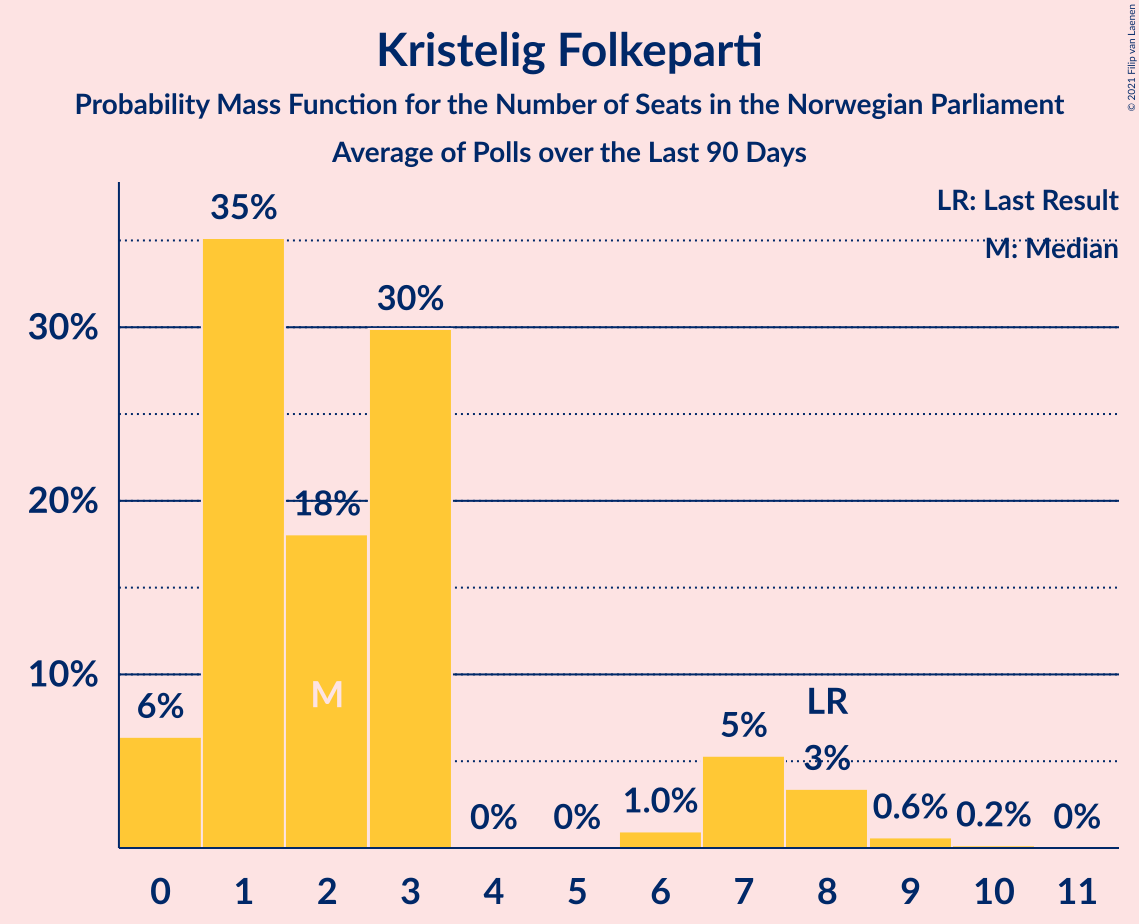 © 2021 Filip van Laenen
Kristelig Folkeparti
Probability Mass Function for the Number of Seats in the Norwegian Parliament
Average of Polls over the Last 90 Days
LR: Last Result
M: Median
35%
30%
30%
20%
18%
10%
M
6%
LR
5%
3%
1.0%
0.6%
0.2%
0%
0%
0%
0 1 2 3 4 5 6 7 8 9 10 11